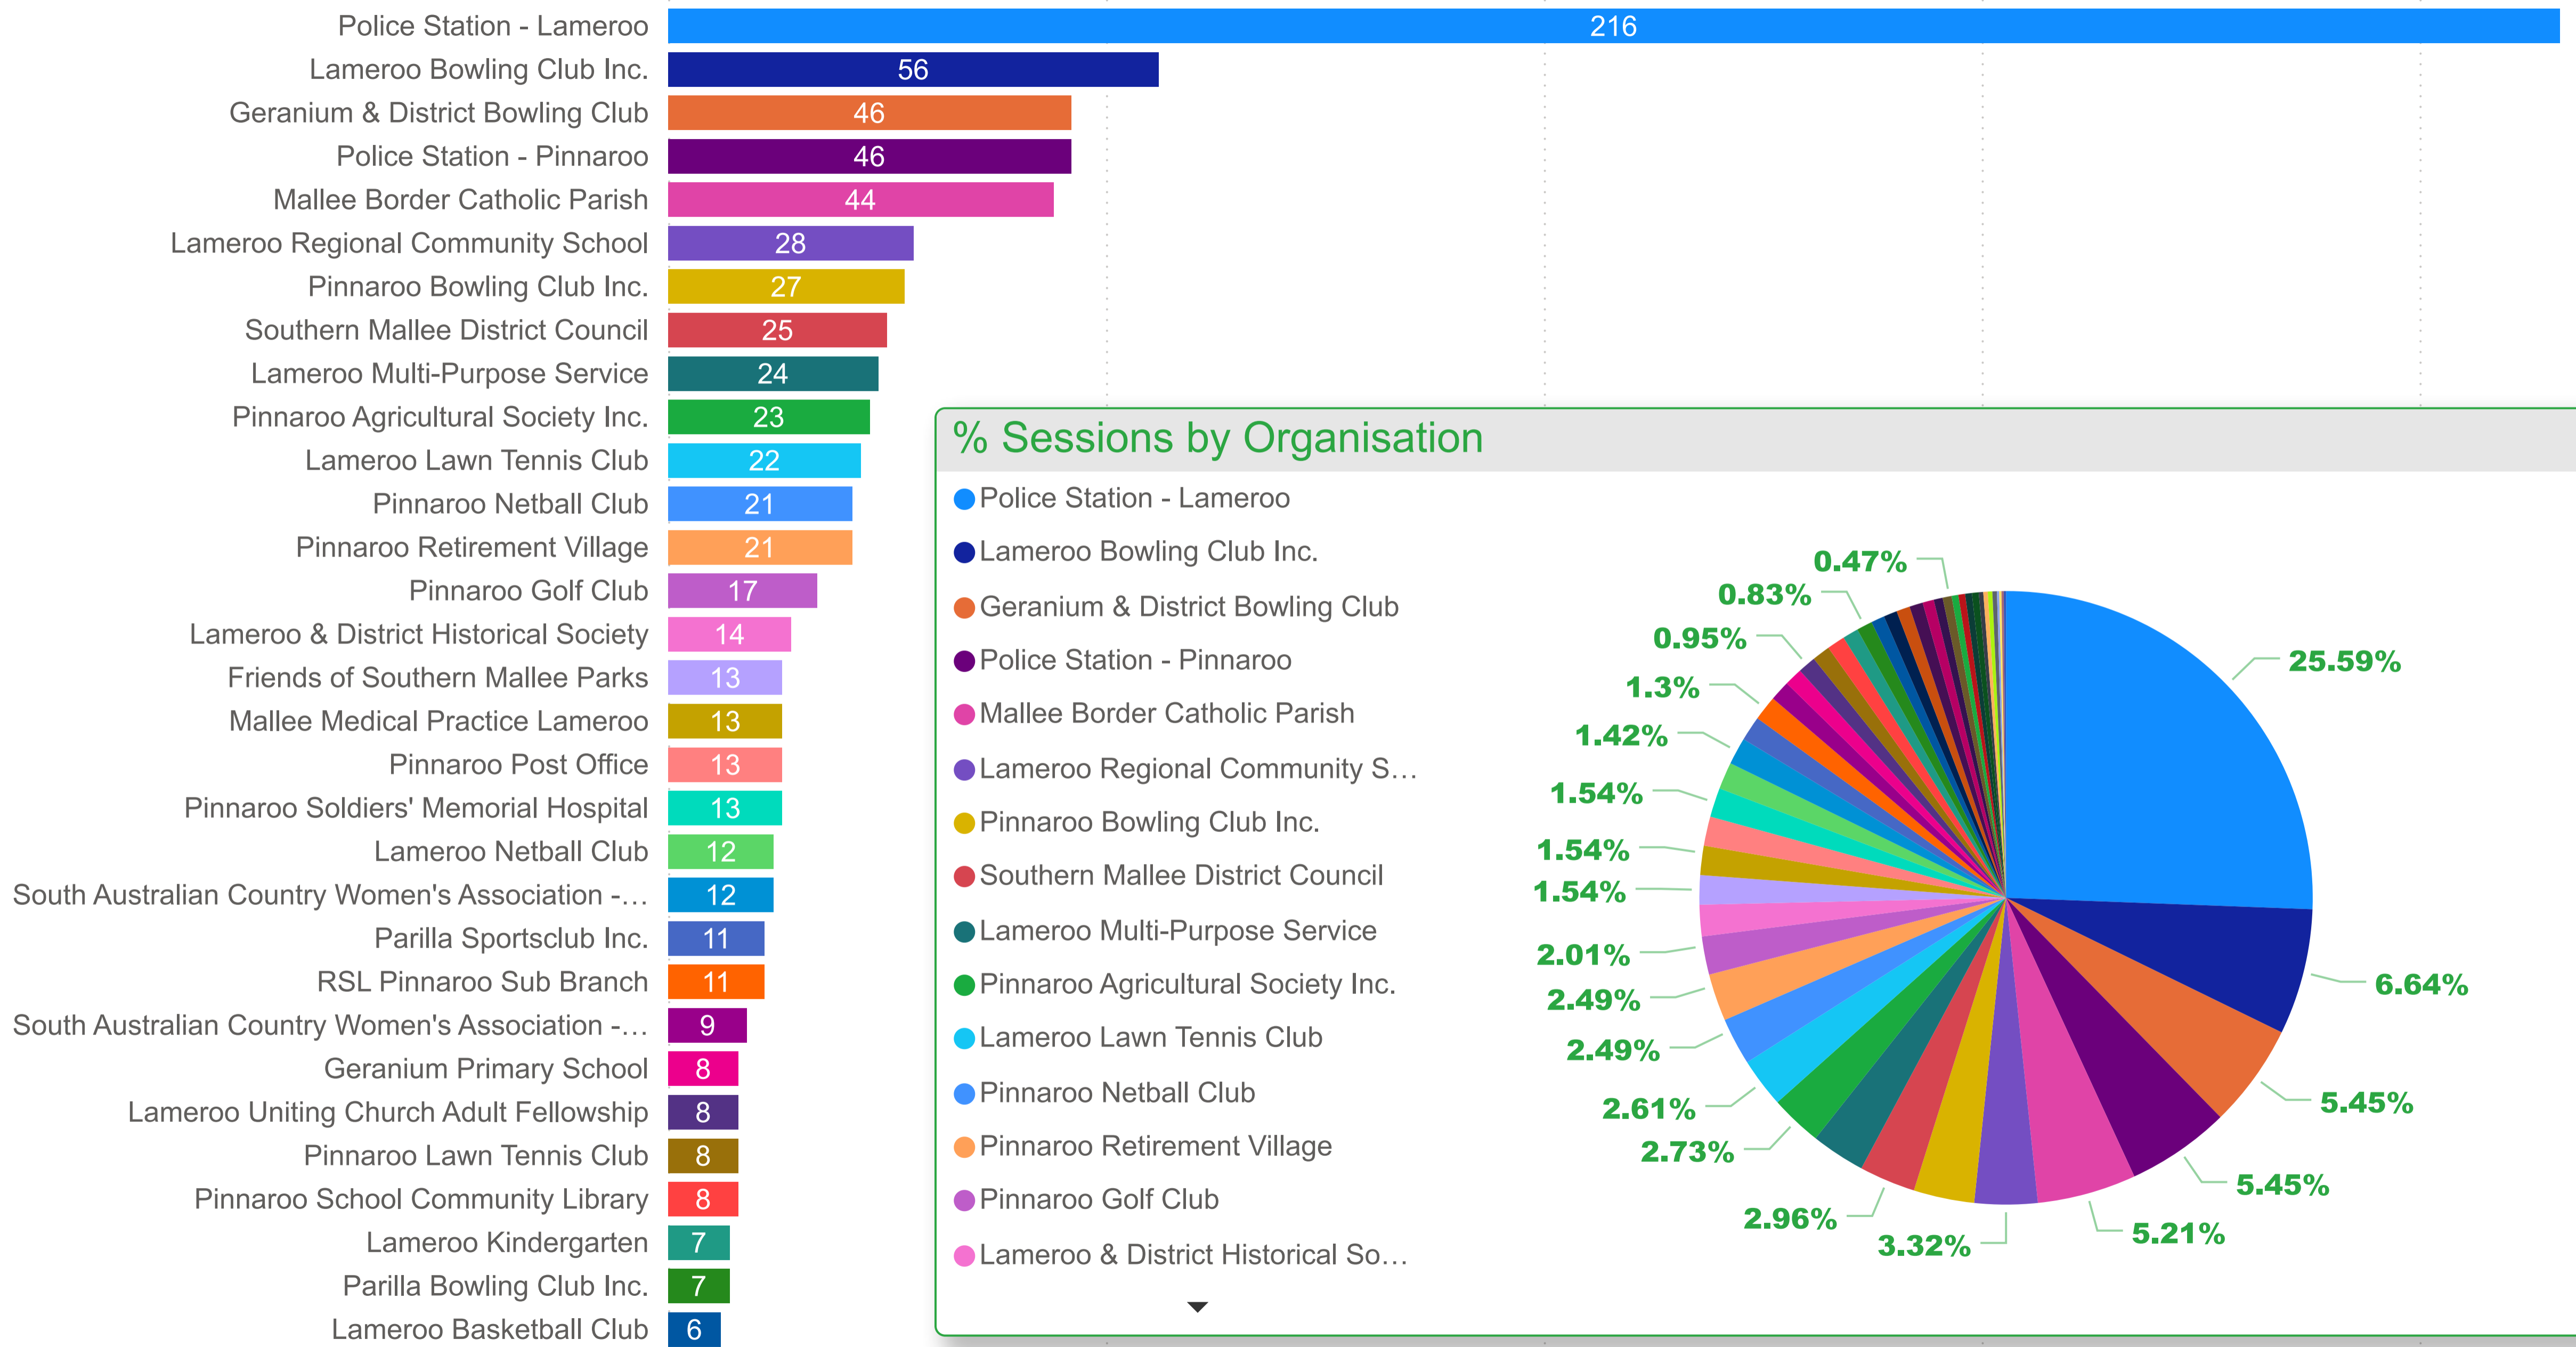 Police Station - Lameroo 216
Lameroo Bowling Club Inc. 56
Geranium & District Bowling Club 46
Police Station - Pinnaroo 46
Mallee Border Catholic Parish 44
Lameroo Regional Community School 28
Pinnaroo Bowling Club Inc. 27
Southern Mallee District Council 25
Lameroo Multi-Purpose Service 24
Pinnaroo Agricultural Society Inc. 23
Lameroo Lawn Tennis Club 22
Pinnaroo Netball Club 21
Pinnaroo Retirement Village 21
Pinnaroo Golf Club 17
Lameroo & District Historical Society 14
Friends of Southern Mallee Parks 13
Mallee Medical Practice Lameroo 13
Pinnaroo Post Office 13
Pinnaroo Soldiers' Memorial Hospital 13
Lameroo Netball Club 12
South Australian Country Women's Association -… 12
Parilla Sportsclub Inc. 11
RSL Pinnaroo Sub Branch 11
South Australian Country Women's Association -… 9
Geranium Primary School 8
Lameroo Uniting Church Adult Fellowship 8
Pinnaroo Lawn Tennis Club 8
Pinnaroo School Community Library 8
Lameroo Kindergarten 7
Parilla Bowling Club Inc. 7
Lameroo Basketball Club 6
% Sessions by Organisation
Police Station - Lameroo
Lameroo Bowling Club Inc.
Geranium & District Bowling Club
Police Station - Pinnaroo
Mallee Border Catholic Parish
Lameroo Regional Community S…
Pinnaroo Bowling Club Inc.
Southern Mallee District Council
Lameroo Multi-Purpose Service
Pinnaroo Agricultural Society Inc.
Lameroo Lawn Tennis Club
Pinnaroo Netball Club
Pinnaroo Retirement Village
Pinnaroo Golf Club
Lameroo & District Historical So…
25.59%
6.64%
5.45%
5.45%
5.21%
3.32%
2.96%
2.73%
2.61%
2.49%
2.49%
2.01%
1.54%
1.54%
1.54%
1.42%
1.3%
0.95%
0.83%
0.47%